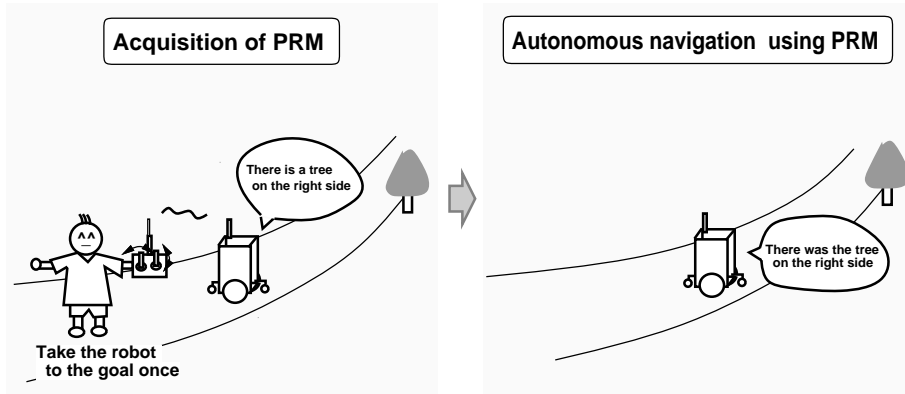 Acquisition of PRM
There is a tree
on the right side
Take the robot
to the goal once
Autonomous navigation using PRM
There was the tree
on the right side